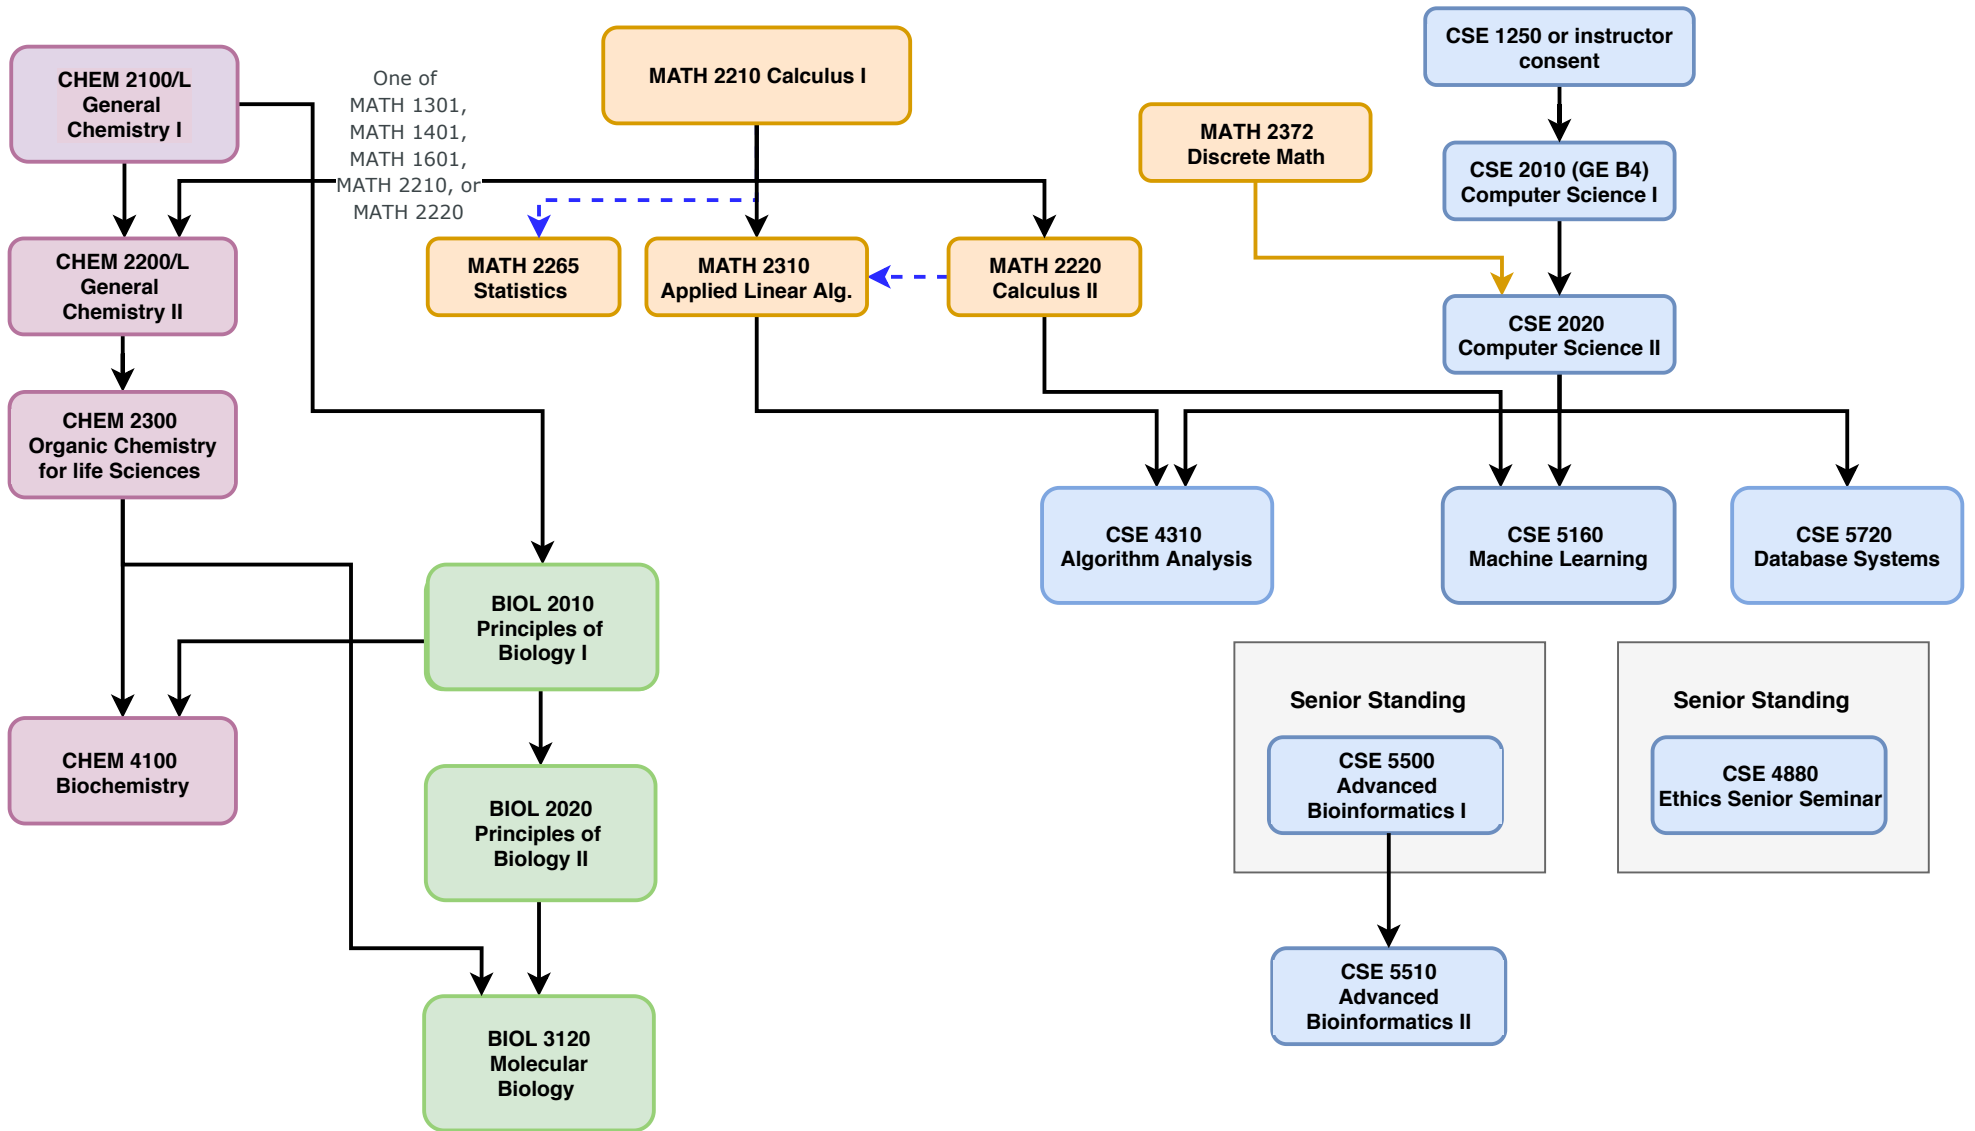 CHEM 2100/L
General
Chemistry I
One of
MATH 1301,
MATH 1401,
MATH 1601,
MATH 2210, or
MATH 2220
MATH 2210 Calculus I
MATH 2372
Discrete Math
CSE 1250 or instructor
consent
CSE 2010 (GE B4)
Computer Science I
CHEM 2200/L
General
Chemistry II
MATH 2265
Statistics
MATH 2310
Applied Linear Alg.
MATH 2220
Calculus II
CSE 2020
Computer Science II
CHEM 2300
Organic Chemistry
for life Sciences
CSE 4310
Algorithm Analysis
CSE 5160
Machine Learning
CSE 5720
Database Systems
BIOL 2010
Principles of
Biology I
Senior Standing
CSE 5500
Advanced
Bioinformatics I
Senior Standing
CSE 4880
Ethics Senior Seminar
CHEM 4100
Biochemistry
BIOL 2020
Principles of
Biology II
CSE 5510
Advanced
Bioinformatics II
BIOL 3120
Molecular
Biology